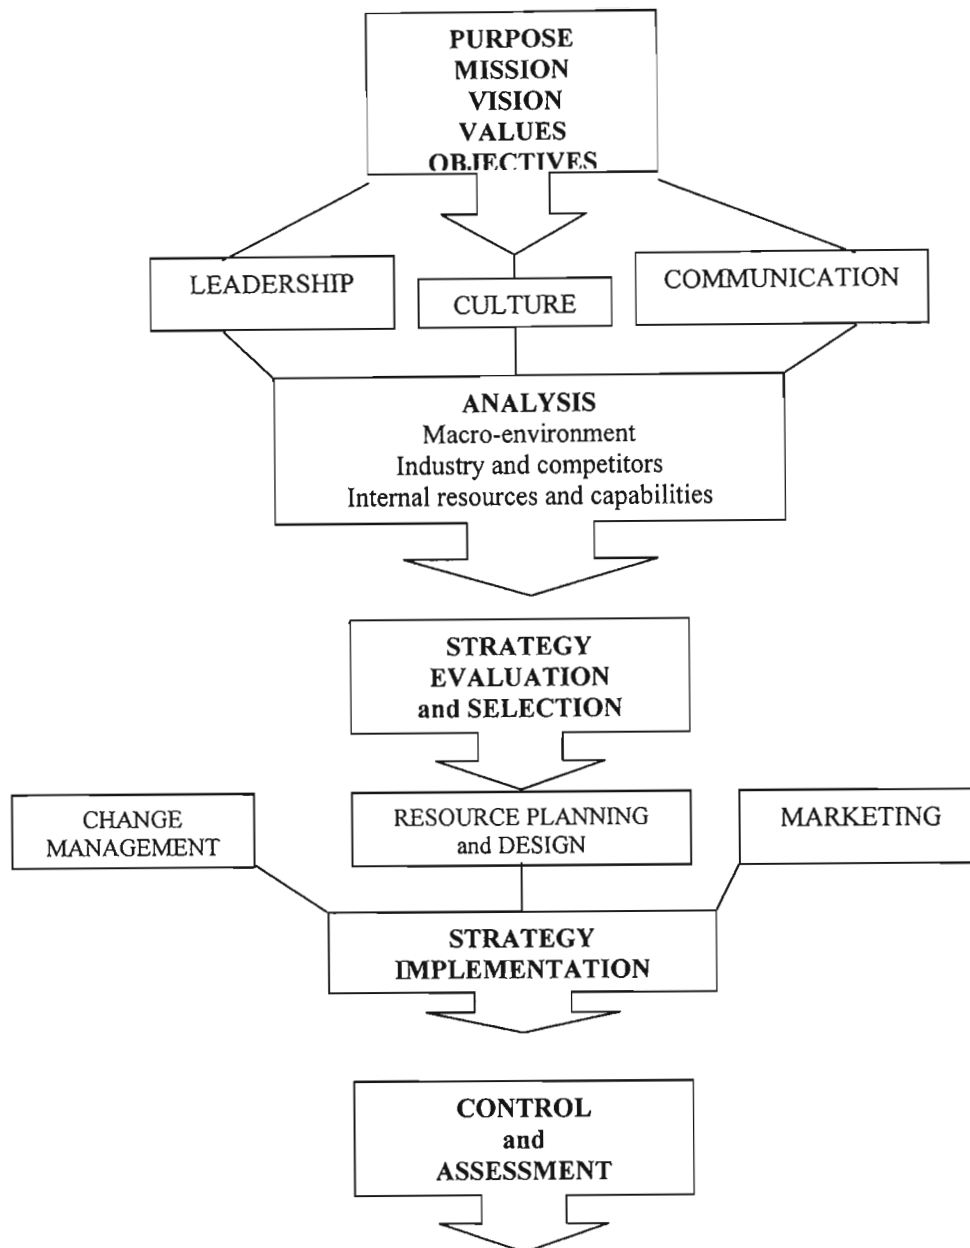 PURPOSE
MISSION
VISION
VALUES
OBJECTIVES
LEADERSHIP
CULTURE
COMMUNICATION
ANALYSIS
Macro-environment
Industry and competitors
Internal resources and capabilities
STRATEGY
EVALUATION
and SELECTION
CHANGE
MANAGEMENT
RESOURCE PLANNING
and DESIGN
MARKETING
STRATEGY
IMPLEMENTATION
CONTROL
and
ASSESSMENT